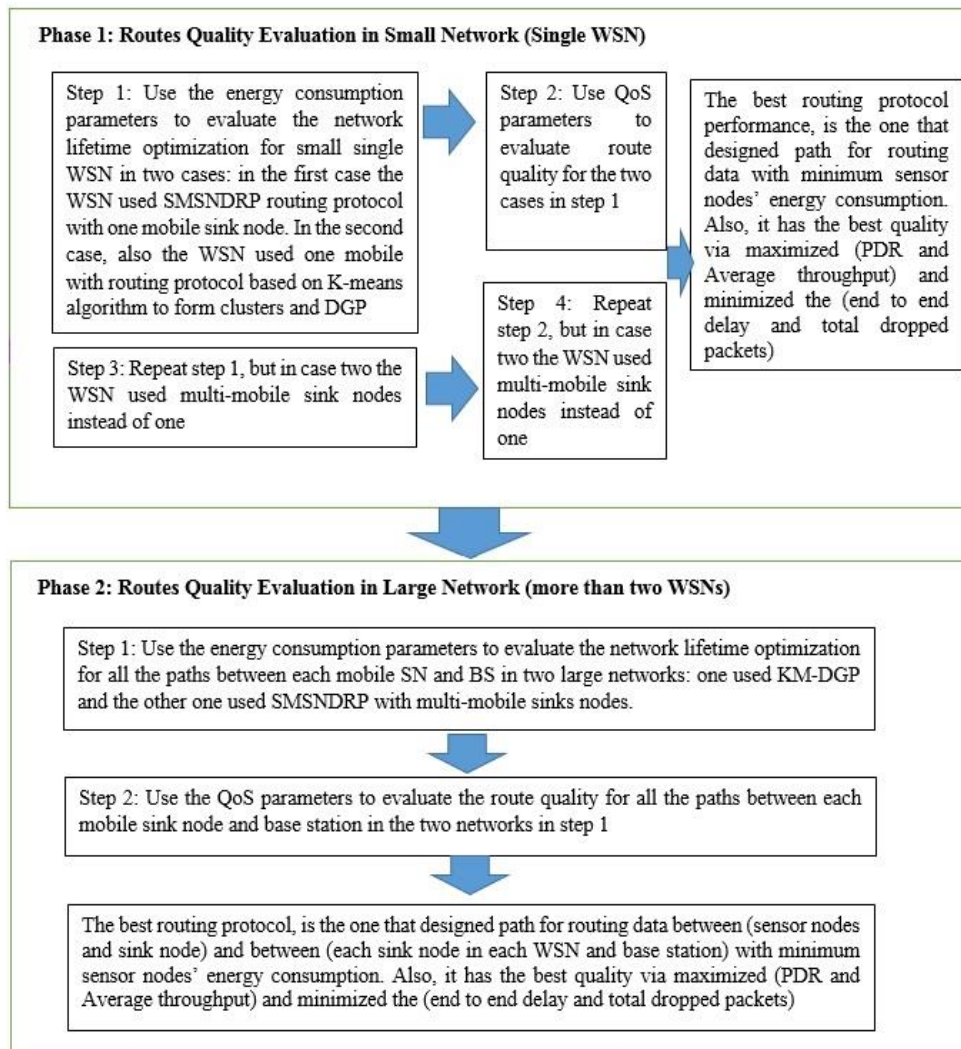 Phase 1: Routes Quality Evaluation in Small Network (Single WSN)
Step 1: Use the energy consumption
parameters to evaluate the network
lifetime optimization for small single
WSN in two cases: in the first case the
WSN used SMSNDRP routing protocol
with one mobile sink node. In the second
case, also the WSN used one mobile
with routing protocol based on K-means
algorithm to form clusters and DGP
Step 2: Use QoS
parameters to
evaluate route
quality for the two
cases in step 1
The best routing protocol
performance, is the one that
designed path for routing
data with minimum sensor
nodes’ energy consumption.
Also, it has the best quality
via maximized (PDR and
Average throughput) and
minimized the (end to end
delay and total dropped
packets)
Step 3: Repeat step 1, but in case two the
WSN used multi-mobile sink nodes
instead of one
Step 4: Repeat
step 2, but in case
two the WSN used
multi-mobile sink
nodes instead of
one
Phase 2: Routes Quality Evaluation in Large Network (more than two WSNs)
Step 1: Use the energy consumption parameters to evaluate the network lifetime optimization
for all the paths between each mobile SN and BS in two large networks: one used KM-DGP
and the other one used SMSNDRP with multi-mobile sinks nodes.
Step 2: Use the QoS parameters to evaluate the route quality for all the paths between each
mobile sink node and base station in the two networks in step 1
The best routing protocol, is the one that designed path for routing data between (sensor nodes
and sink node) and between (each sink node in each WSN and base station) with minimum
sensor nodes’ energy consumption. Also, it has the best quality via maximized (PDR and
Average throughput) and minimized the (end to end delay and total dropped packets)